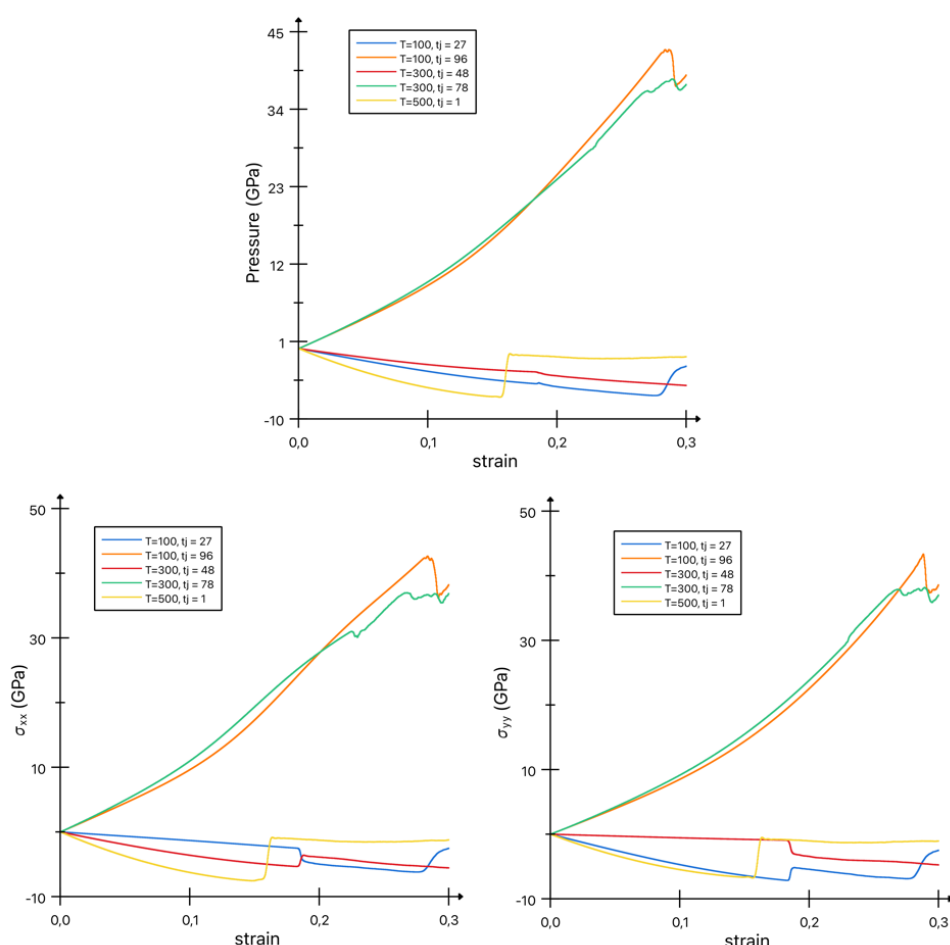 45
34
23
12
1
-10
Pressure (GPa)
T=100, tj = 27
T=100, tj = 96
T=300, tj = 48
T=300, tj = 78
T=500, tj = 1
0,0 0,1 0,2 0,3
strain
50
30
10
-10
σxx (GPa)
T=100, tj = 27
T=100, tj = 96
T=300, tj = 48
T=300, tj = 78
T=500, tj = 1
0,0 0,1 0,2 0,3
strain
50
30
10
-10
σyy (GPa)
T=100, tj = 27
T=100, tj = 96
T=300, tj = 48
T=300, tj = 78
T=500, tj = 1
0,0 0,1 0,2 0,3
strain